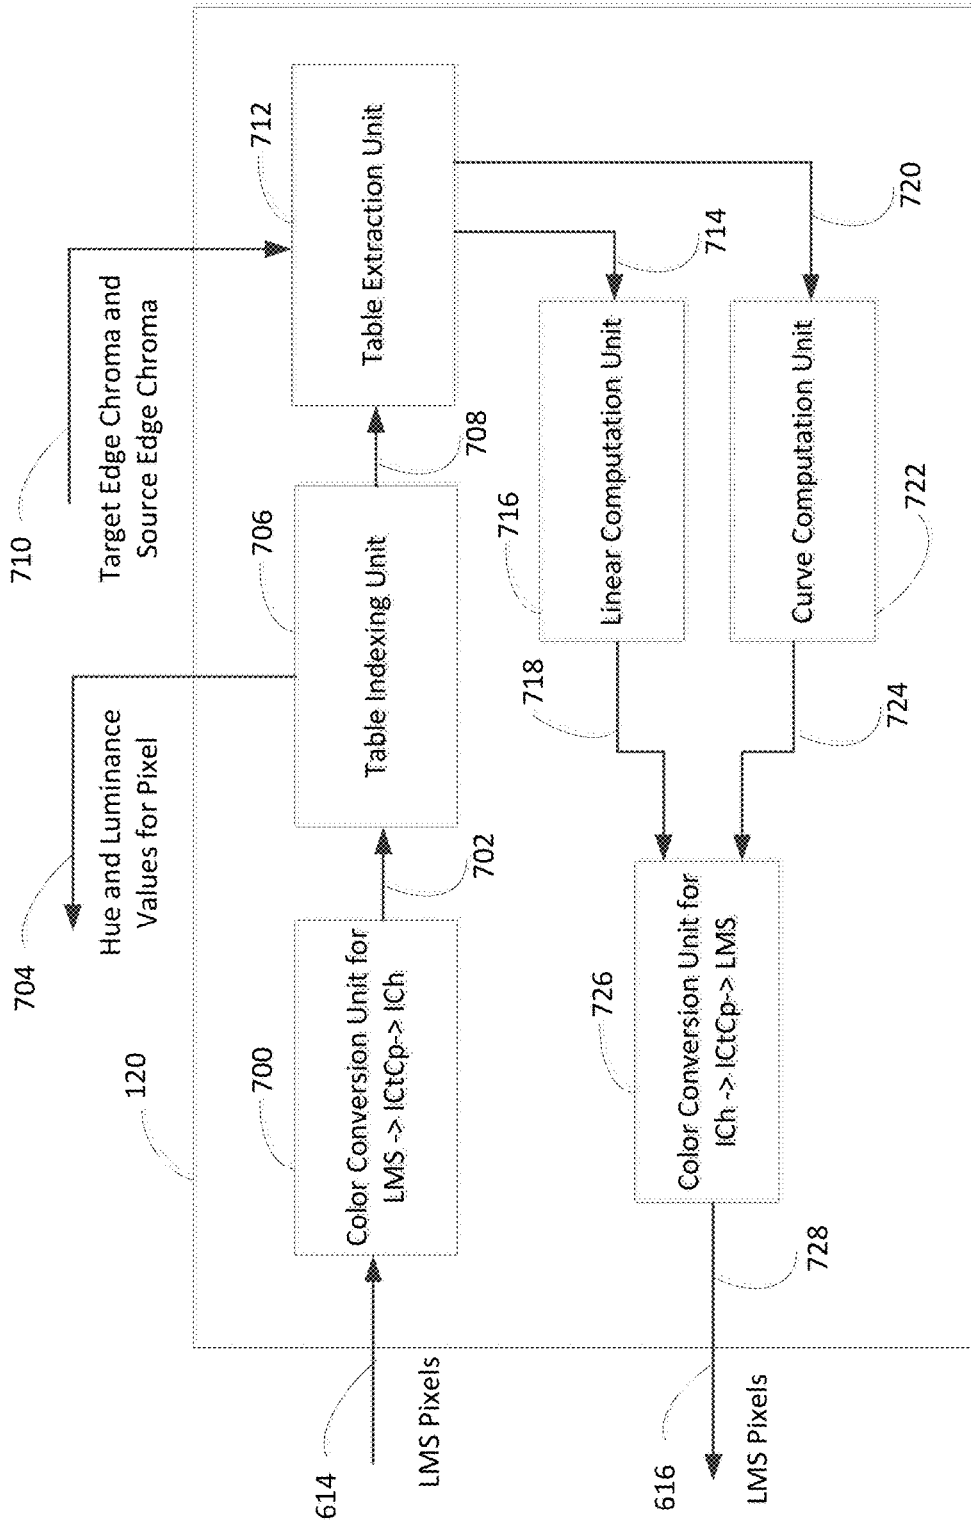 710
Target Edge Chroma and
Source Edge Chroma
704
Hue and Luminance
Values for Pixel
120
614
LMS Pixels
700
Color Conversion Unit for
LMS -> ICtCp-> ICh
702
706
Table Indexing Unit
708
712
Table Extraction Unit
714
720
716
Linear Computation Unit
718
722
Curve Computation Unit
724
726
Color Conversion Unit for
ICh -> ICtCp-> LMS
728
616
LMS Pixels